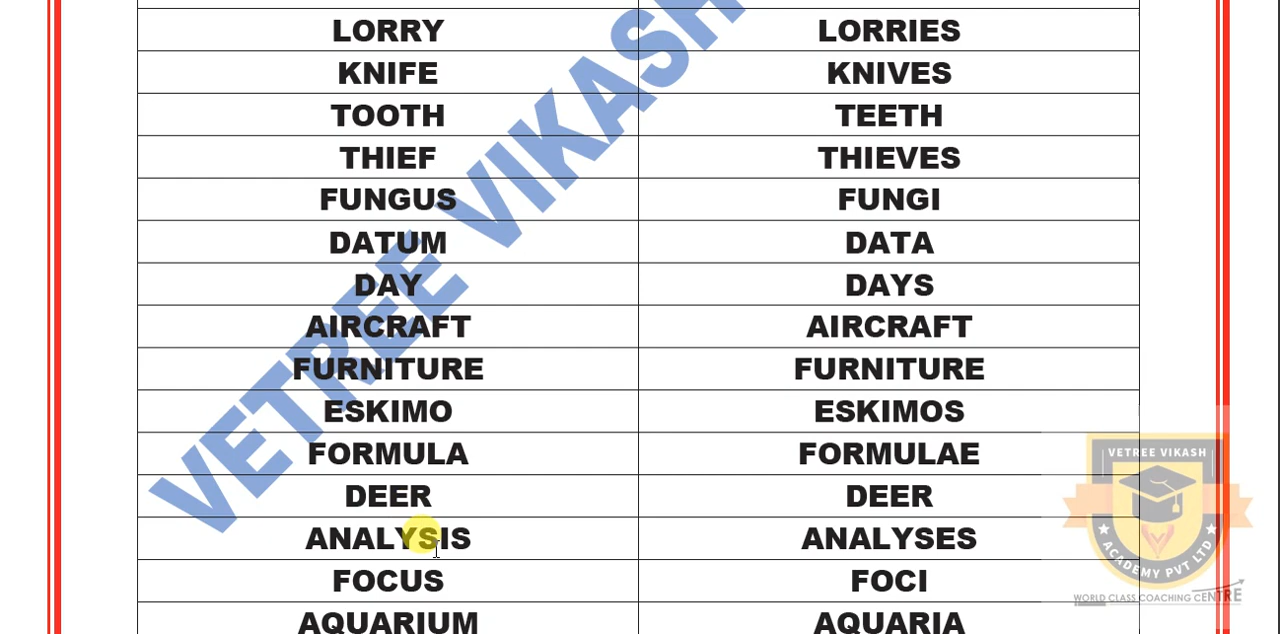 LORRY LORRIES
KNIFE KNIVES
TOOTH TEETH
THIEF THIEVES
FUNGUS FUNGI
DATUM DATA
DAY DAYS
AIRCRAFT AIRCRAFT
FURNITURE FURNITURE
ESKIMO ESKIMOS
FORMULA FORMULAE
DEER DEER
ANALYSIS ANALYSES
FOCUS FOCI
AQUARIUM AQUARIA
VETREE VIKASH
VETREE VIKASH
ACADEMY PVT LTD
WORLD CLASS COACHING CENTRE